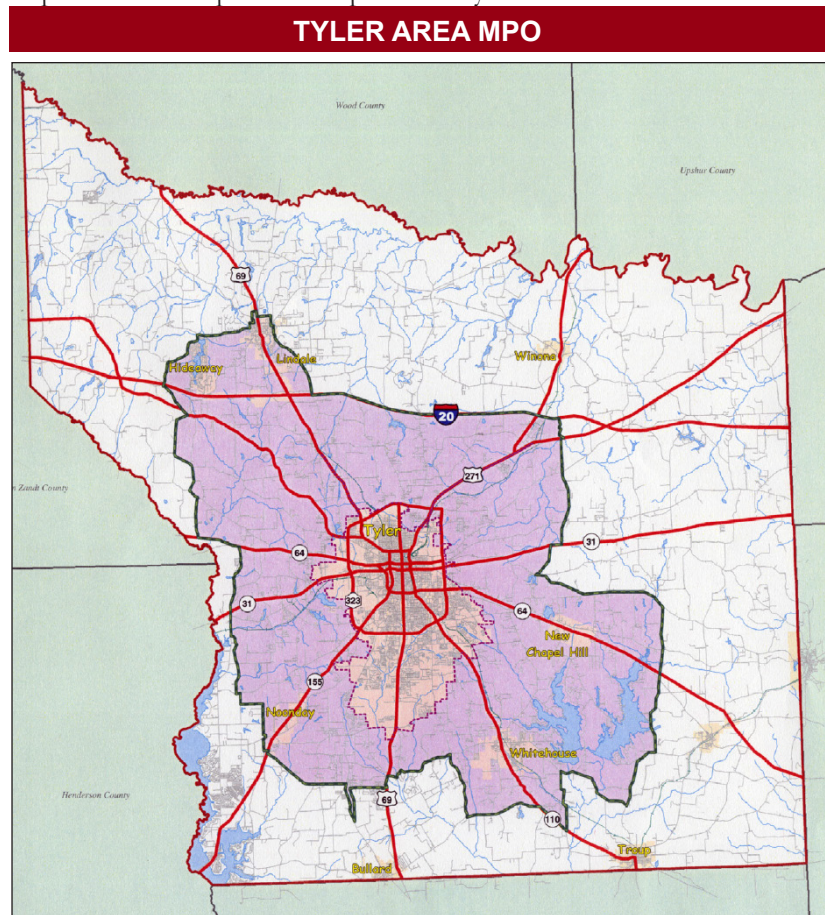 TYLER AREA MPO
Wood County
Upshur County
69
Lindale
Hideaway
Winona
20
271
Zandt County
Tyler
64
31
31
323
64
New
Chapel Hill
155
Noonday
Whitehouse
Henderson County
69
110
Troup
Bullard